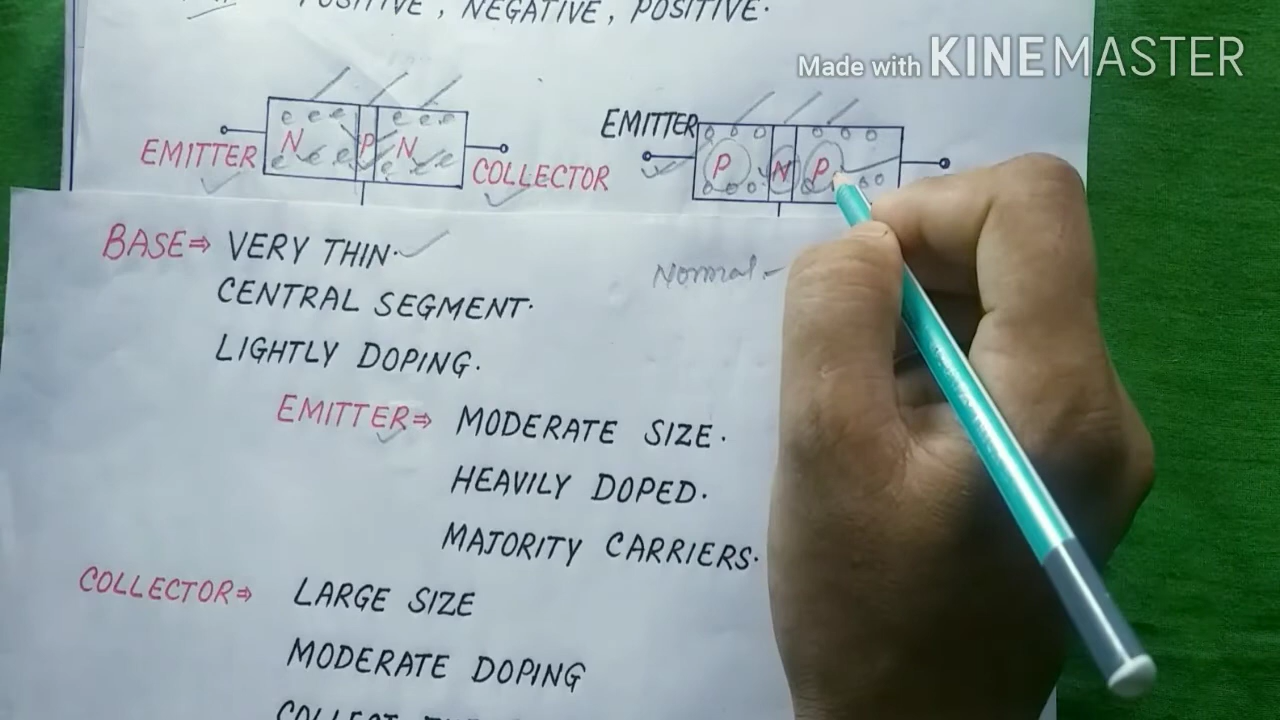 POSITIVE, NEGATIVE, POSITIVE.
Made with KINEMASTER
e e e e e e
N P N
e e e e e
EMITTER
COLLECTOR
EMITTER
P N P
BASE⇒ VERY THIN.
CENTRAL SEGMENT.
LIGHTLY DOPING.
Normal -
EMITTER⇒ MODERATE SIZE.
HEAVILY DOPED.
MAJORITY CARRIERS.
COLLECTOR⇒ LARGE SIZE
MODERATE DOPING
COLLECT